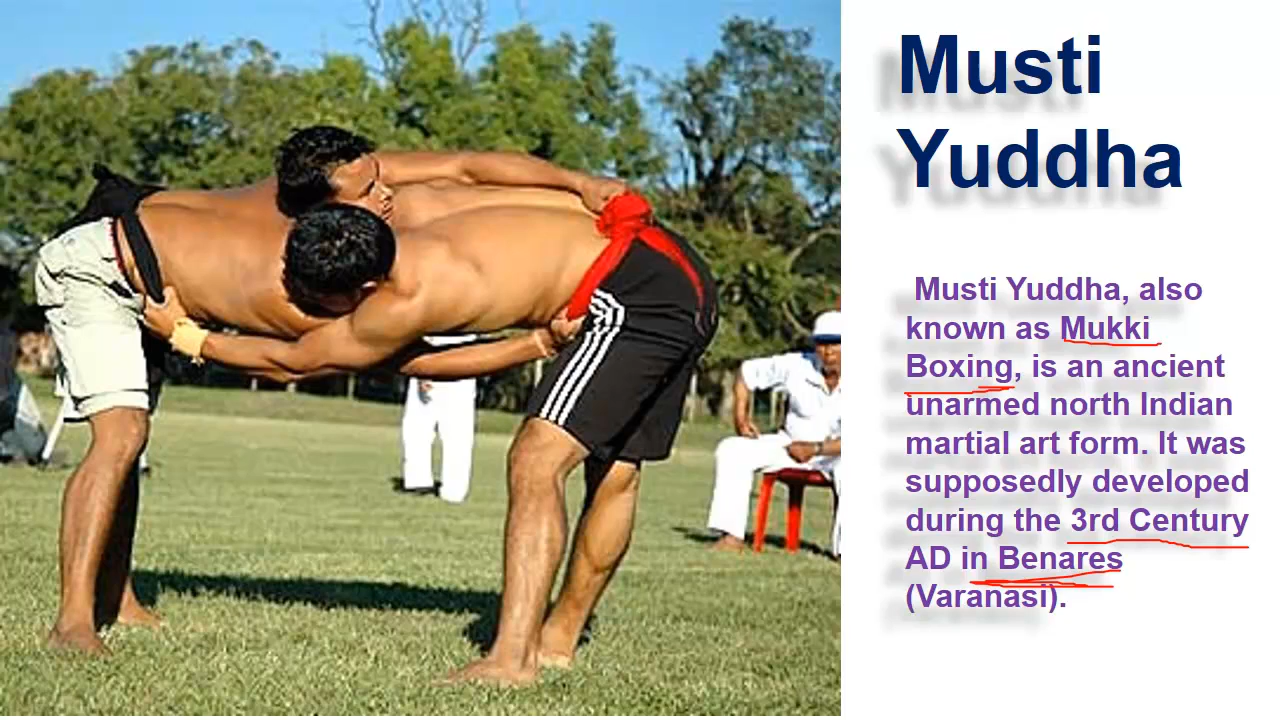 Musti
Yuddha
Musti Yuddha, also
known as Mukki
Boxing, is an ancient
unarmed north Indian
martial art form. It was
supposedly developed
during the 3rd Century
AD in Benares
(Varanasi).